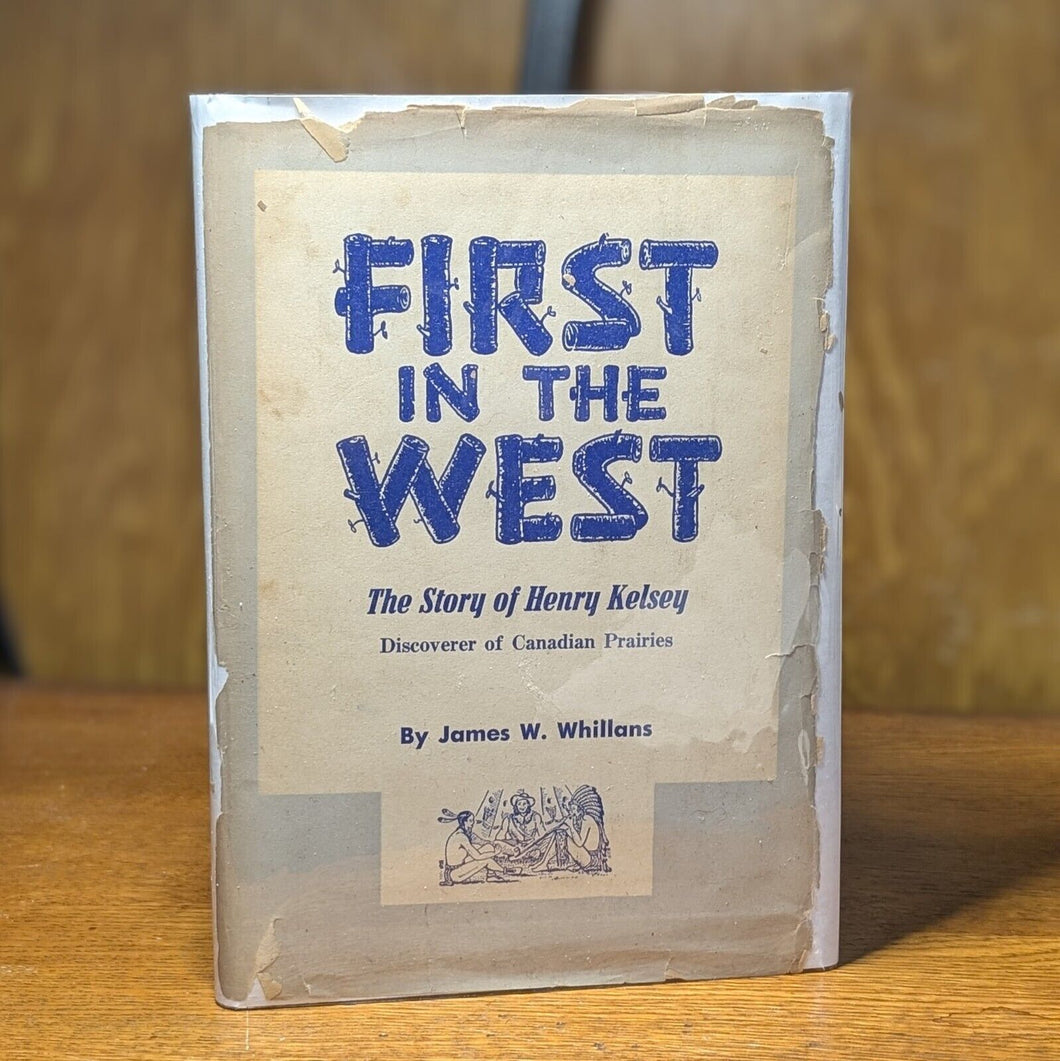 FIRST
IN THE
WEST
The Story of Henry Kelsey
Discoverer of Canadian Prairies
By James W. Whillans